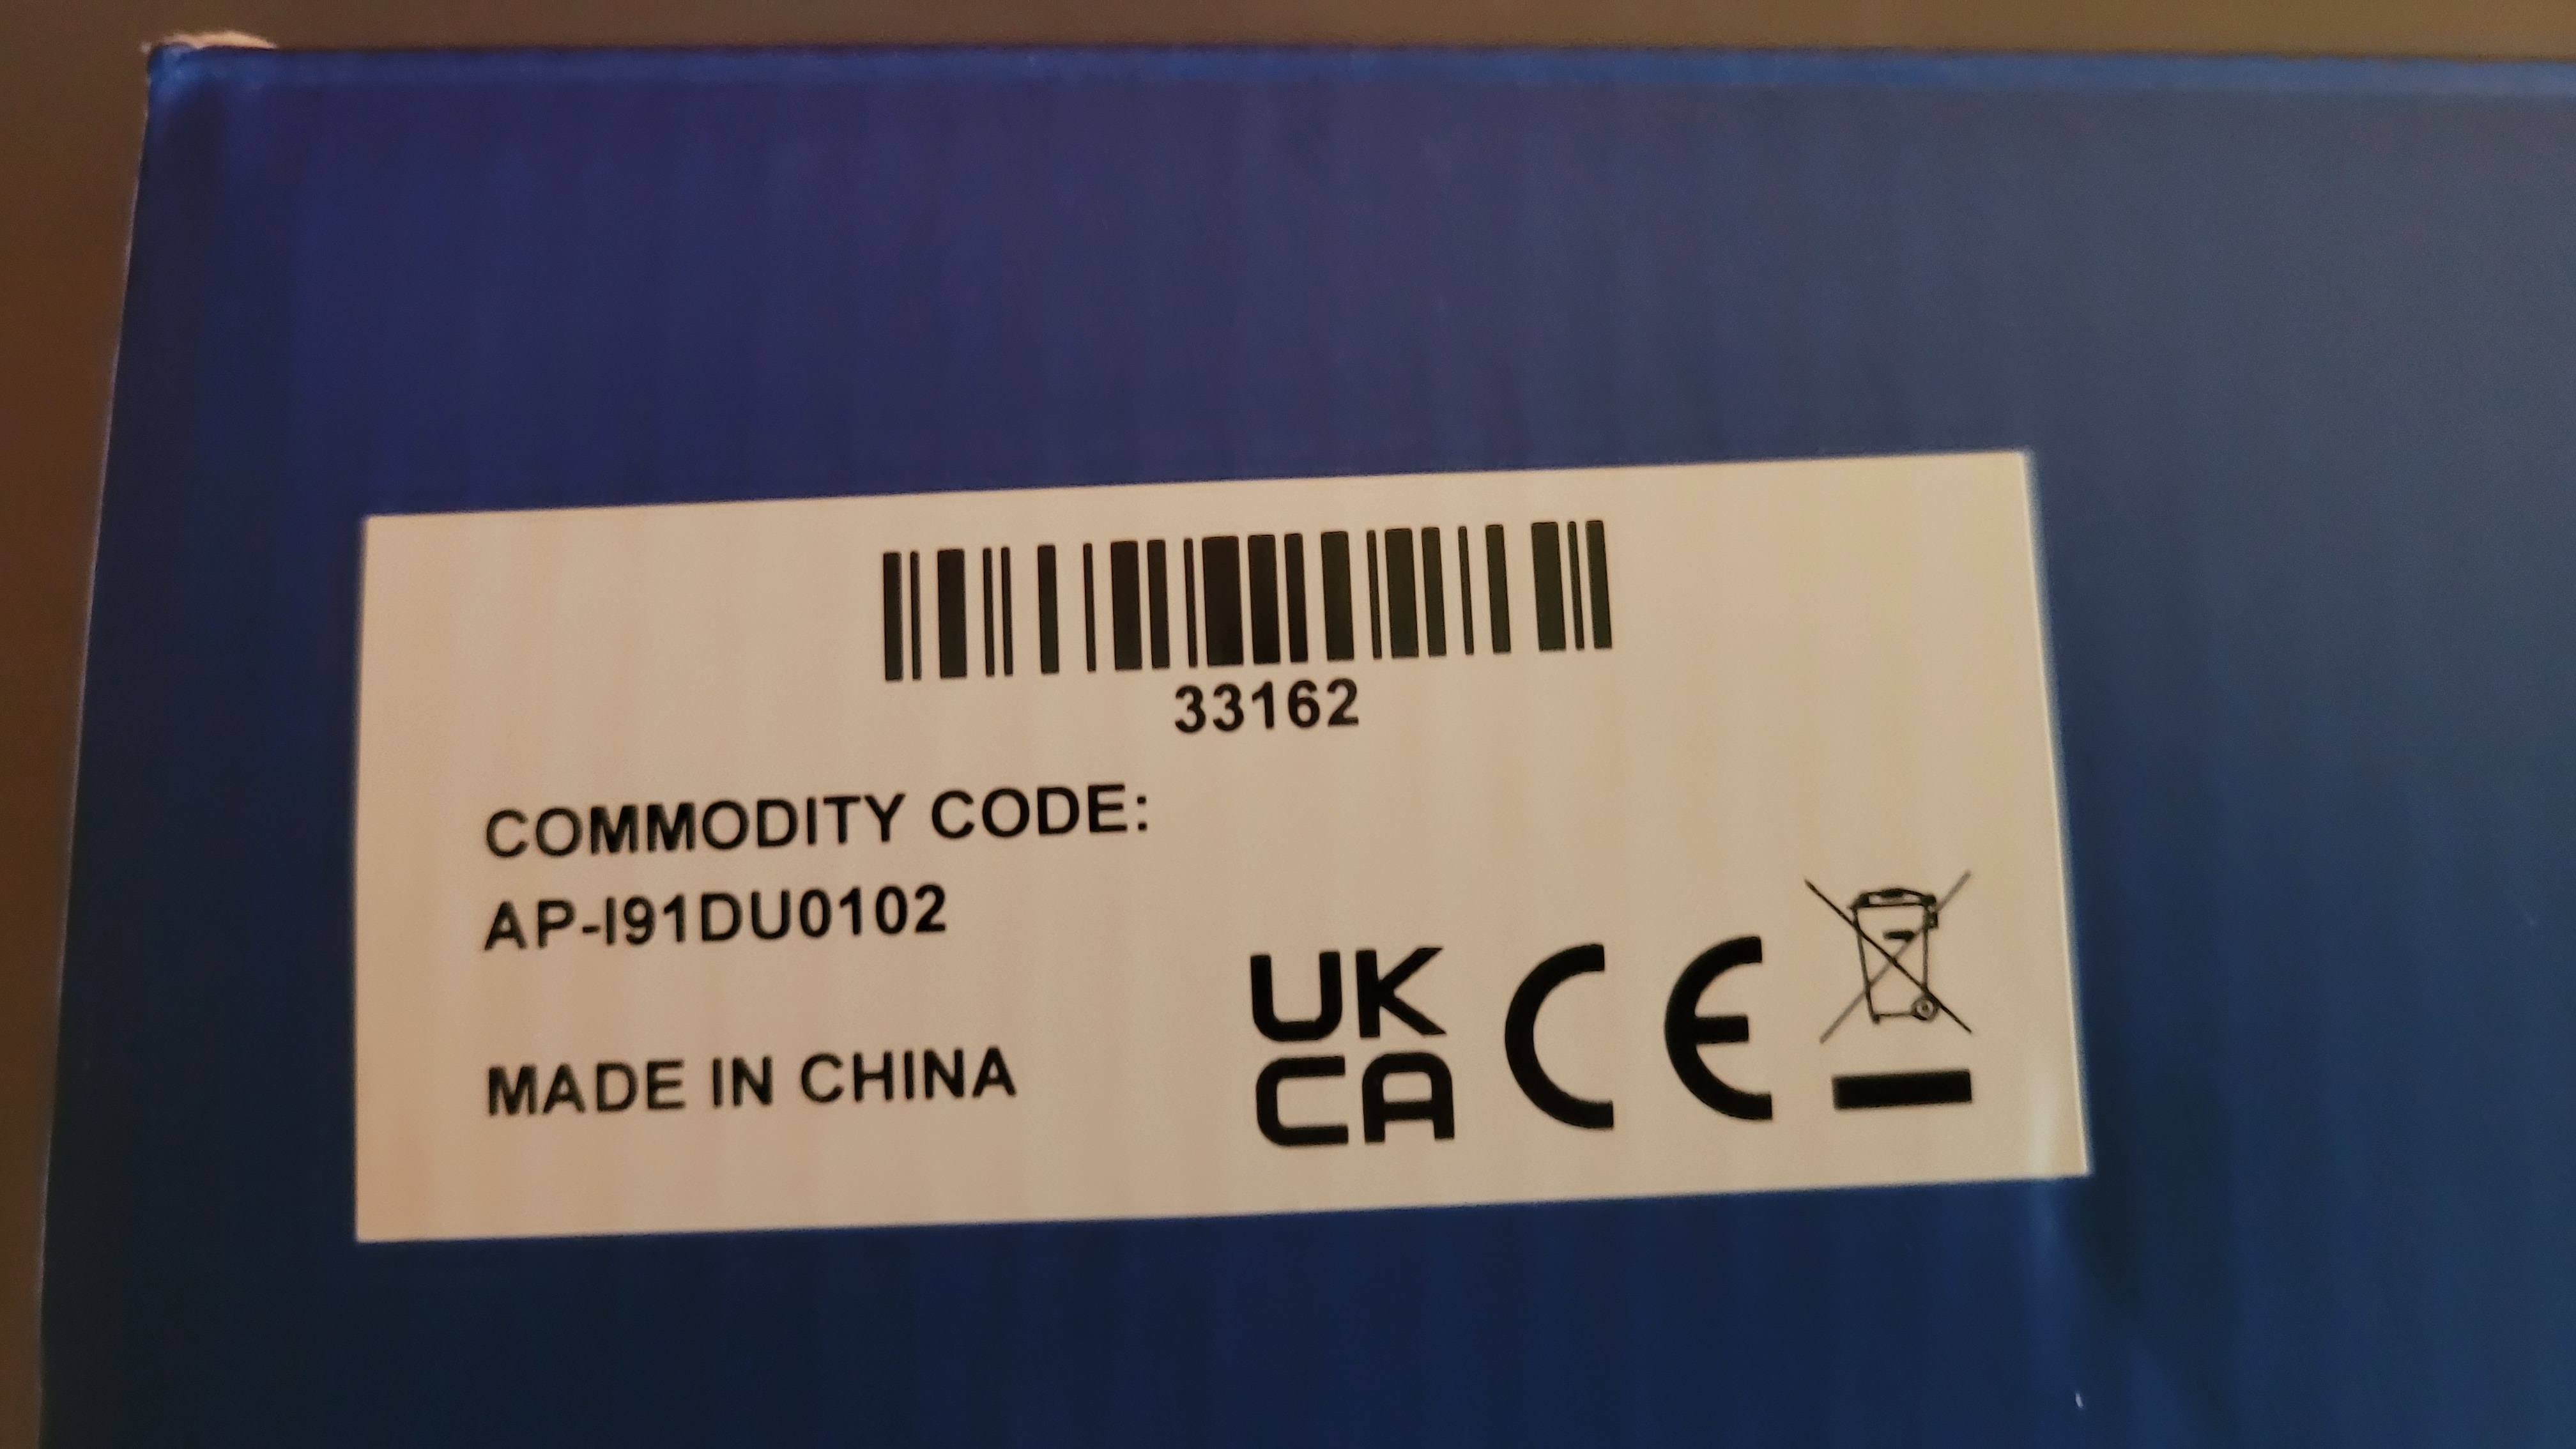 33162
COMMODITY CODE:
AP-I91DU0102
MADE IN CHINA
UK
CA
CE